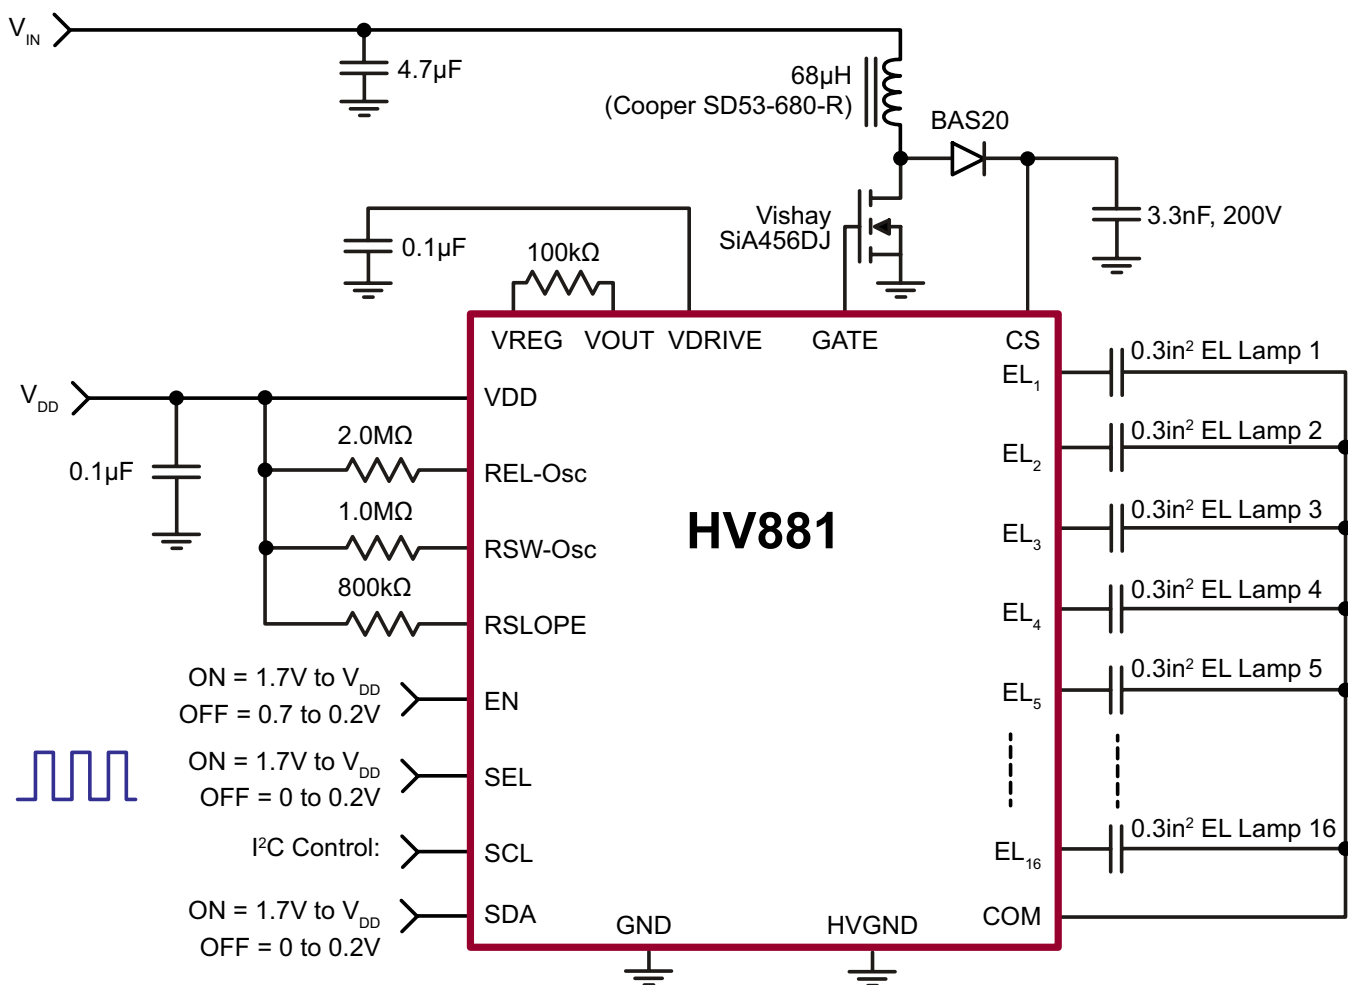 V_IN
4.7µF
68µH
(Cooper SD53-680-R)
BAS20
Vishay
SiA456DJ
3.3nF, 200V
0.1µF
100kΩ
VREG VOUT VDRIVE GATE CS
V_DD
VDD
0.1µF
2.0MΩ
REL-Osc
1.0MΩ
RSW-Osc
800kΩ
RSLOPE
ON = 1.7V to V_DD
OFF = 0.7 to 0.2V
EN
ON = 1.7V to V_DD
OFF = 0 to 0.2V
SEL
I²C Control:
SCL
ON = 1.7V to V_DD
OFF = 0 to 0.2V
SDA
HV881
GND
HVGND
EL₁
0.3in² EL Lamp 1
EL₂
0.3in² EL Lamp 2
EL₃
0.3in² EL Lamp 3
EL₄
0.3in² EL Lamp 4
EL₅
0.3in² EL Lamp 5
EL₁₆
0.3in² EL Lamp 16
COM